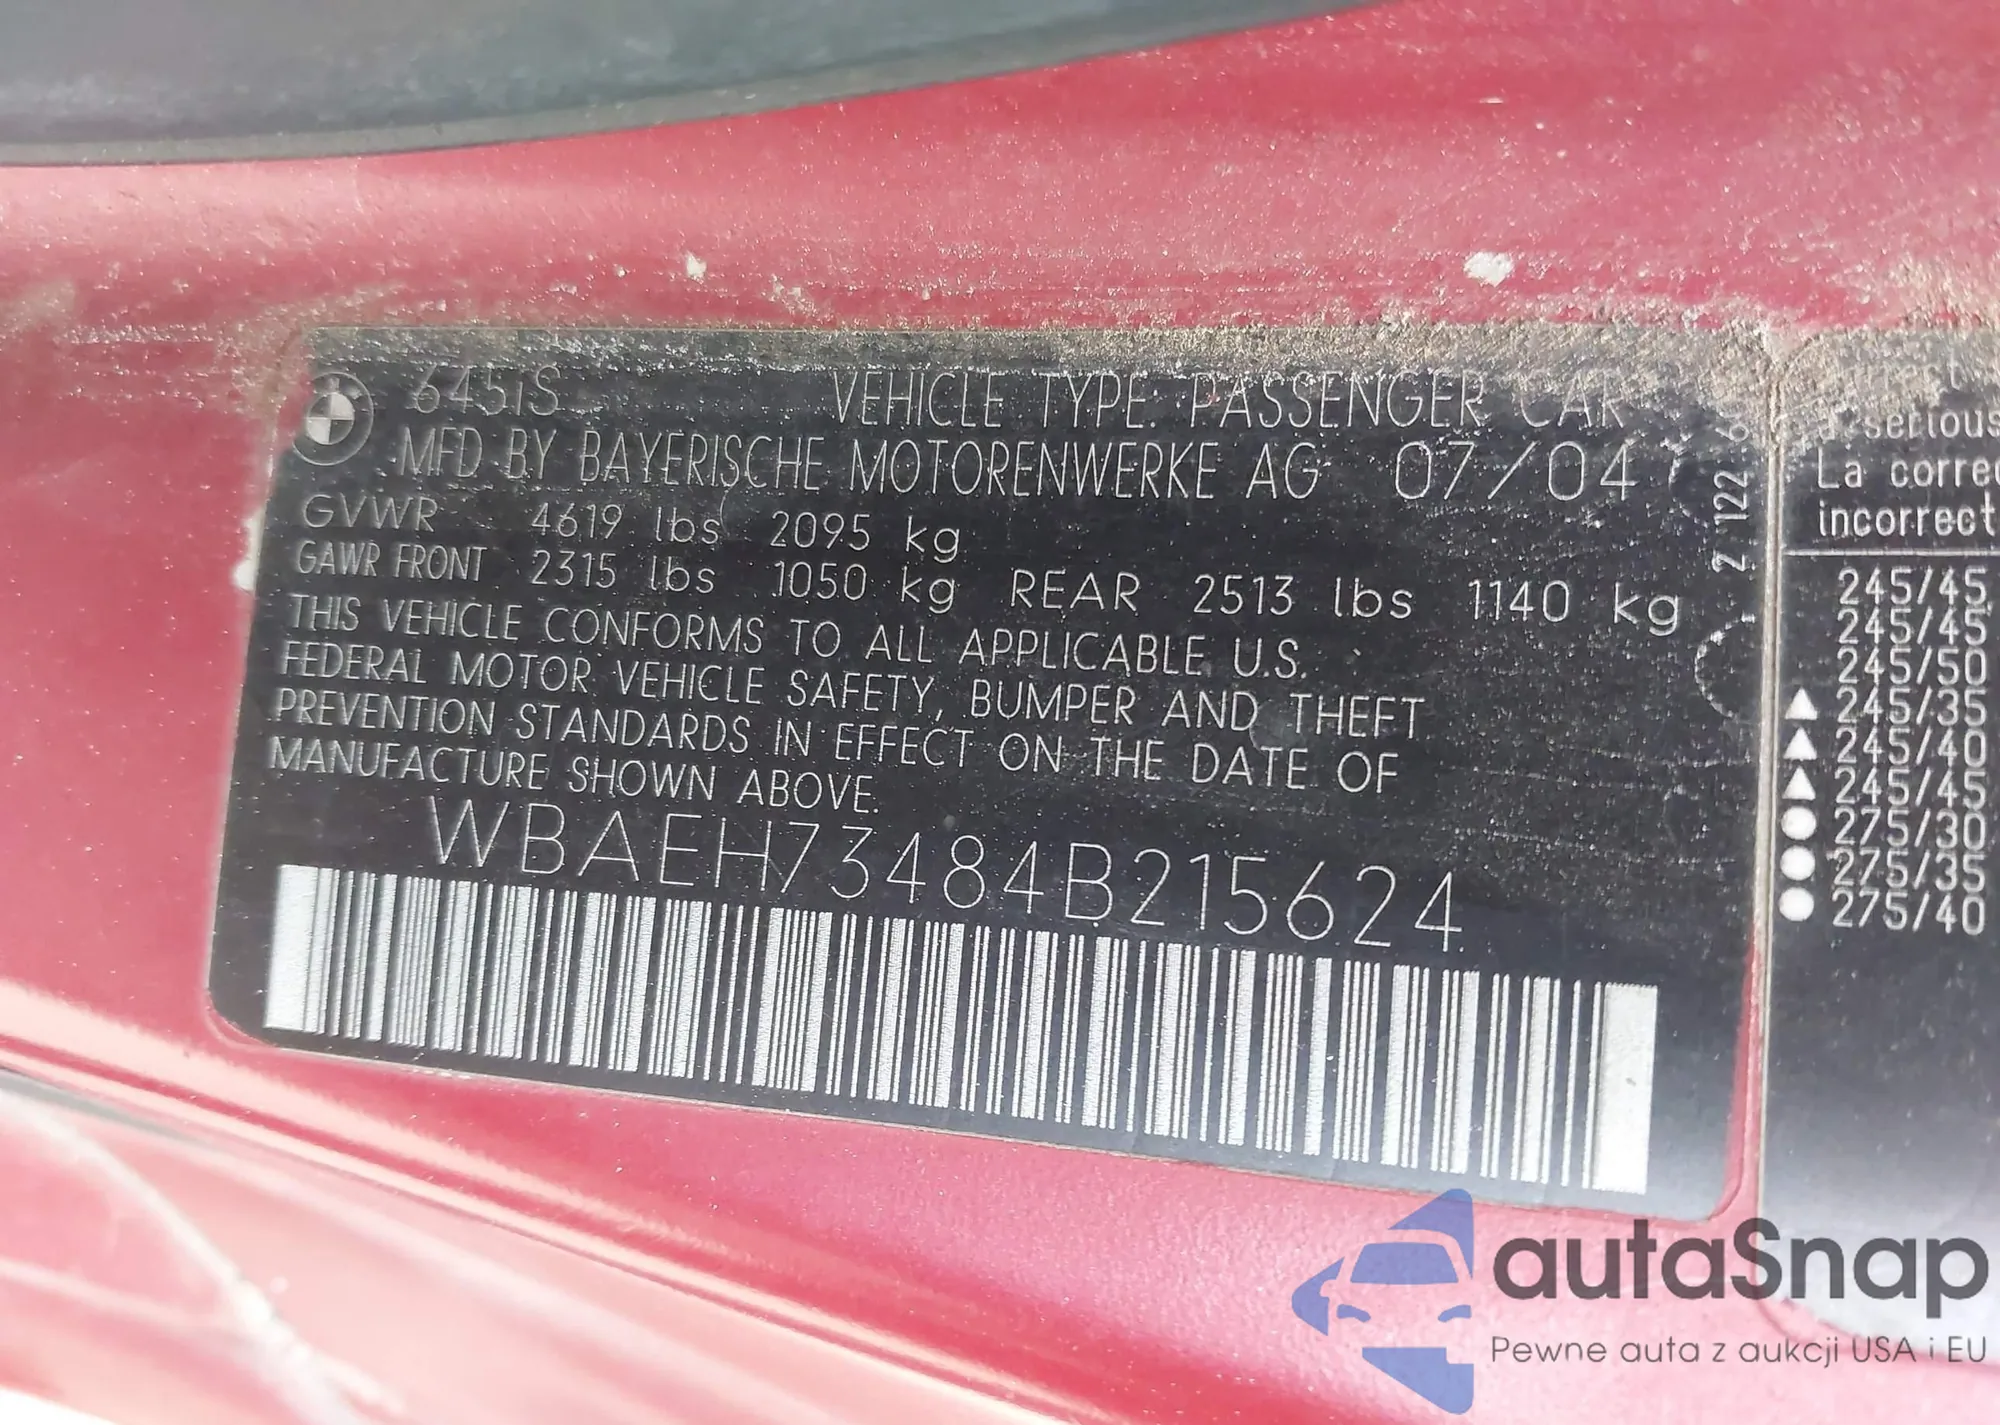 645iS VEHICLE TYPE: PASSENGER CAR
MFD BY BAYERISCHE MOTORENWERKE AG 07/04
GVWR 4619 lbs 2095 kg
GAWR FRONT 2315 lbs 1050 kg REAR 2513 lbs 1140 kg
THIS VEHICLE CONFORMS TO ALL APPLICABLE U.S.
FEDERAL MOTOR VEHICLE SAFETY, BUMPER AND THEFT
PREVENTION STANDARDS IN EFFECT ON THE DATE OF
MANUFACTURE SHOWN ABOVE.
WBAEH73484B215624
Z 122
serious
La correc
incorrect
245/45
245/45
245/50
▲ 245/35
▲ 245/40
▲ 245/45
● 275/30
● 275/35
● 275/40
autaSnap
Pewne auta z aukcji USA i EU